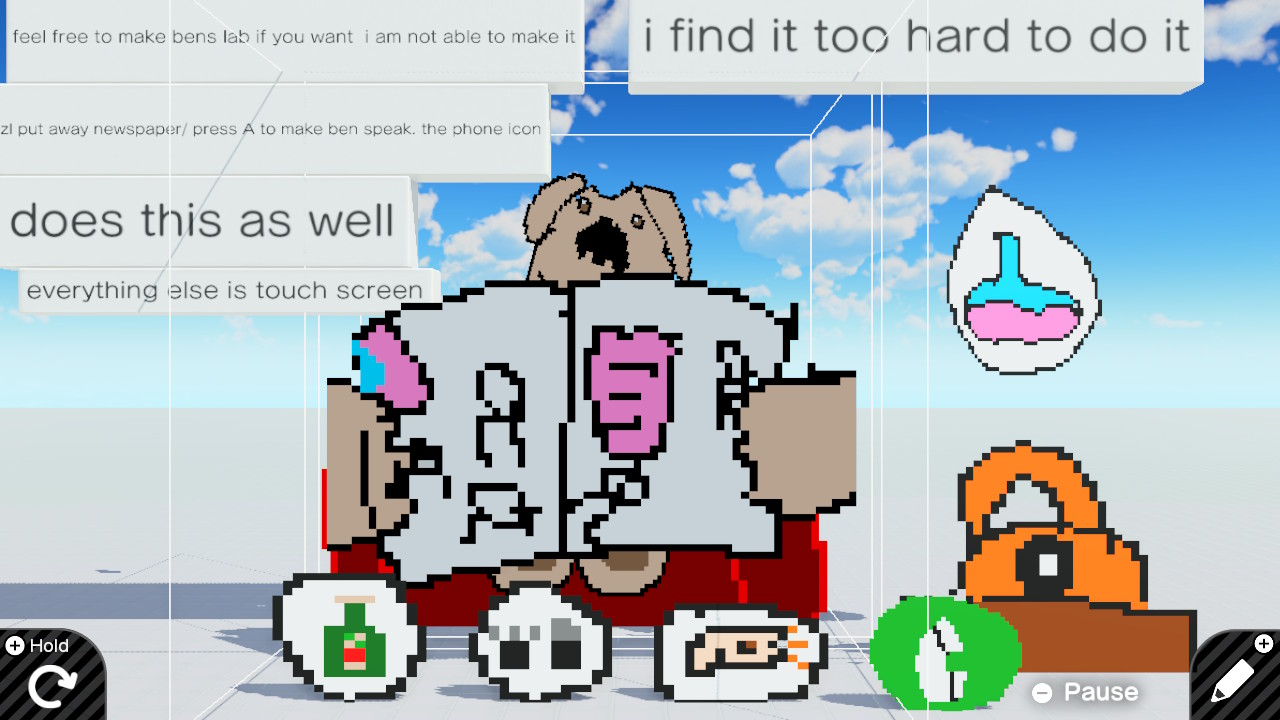 feel free to make bens lab if you want i am not able to make it
i find it too hard to do it
zl put away newspaper/ press A to make ben speak. the phone icon
does this as well
everything else is touch screen
Hold
Pause